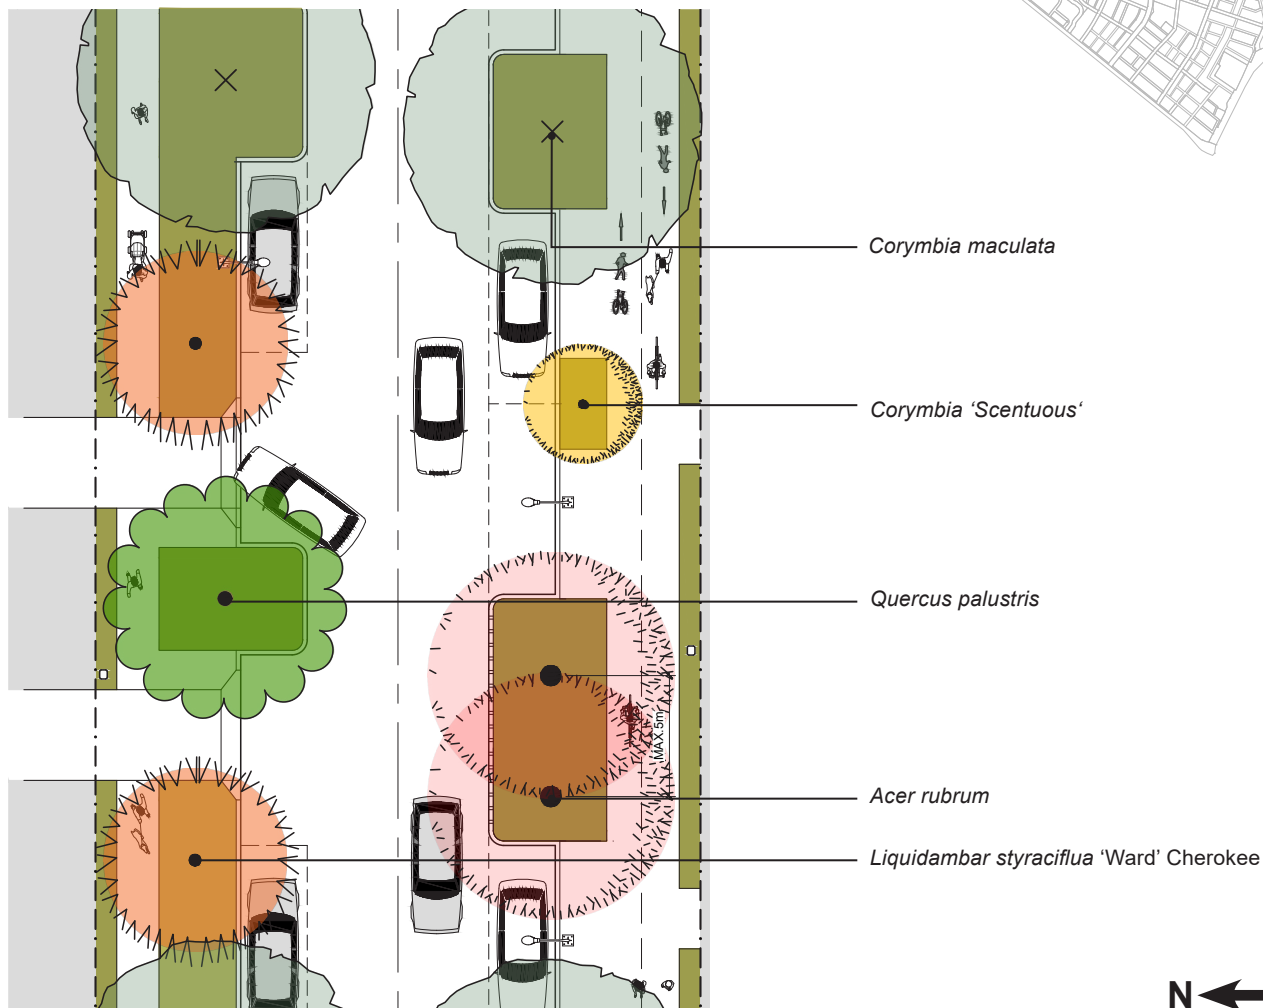 Corymbia maculata
Corymbia ‘Scentuous‘
Quercus palustris
MAX.5m
Acer rubrum
Liquidambar styraciflua ‘Ward’ Cherokee
N